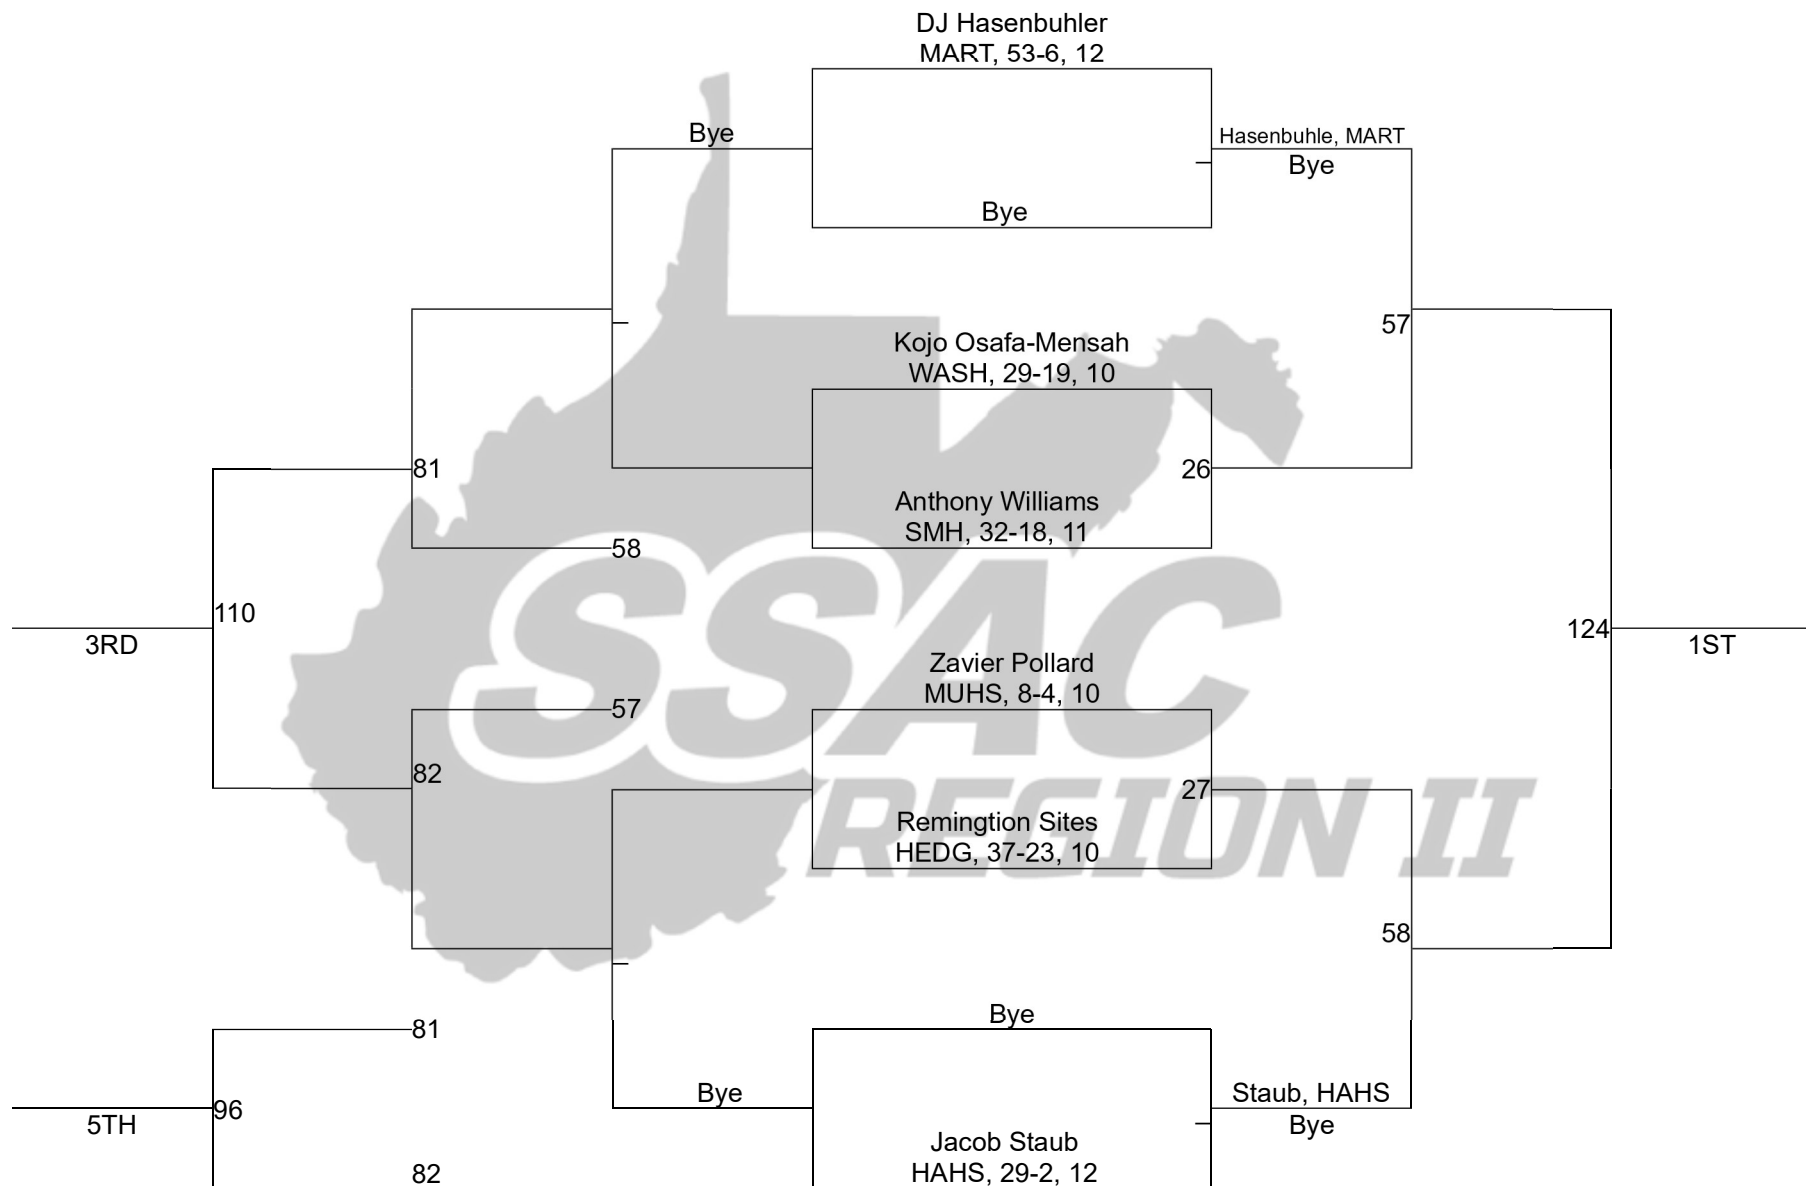 DJ Hasenbuhler
MART, 53-6, 12
Bye
Hasenbuhle, MART
Bye
Bye
57
Kojo Osafa-Mensah
WASH, 29-19, 10
81
26
Anthony Williams
SMH, 32-18, 11
58
SSAC
110
3RD
124
1ST
Zavier Pollard
MUHS, 8-4, 10
57
82
27
REGION II
Remingtion Sites
HEDG, 37-23, 10
58
Bye
81
Bye
Staub, HAHS
96
5TH
Bye
Jacob Staub
HAHS, 29-2, 12
82